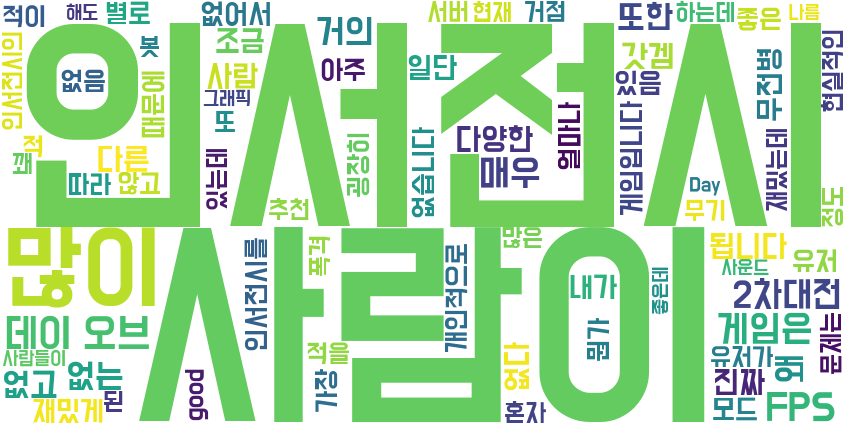 적이 해도 별로 없어서 거의 서버 현재 거점 또한 하는데 좋은 나름
인서전시의 봇 조금 아주 일단 갓겜 현실적인
없음 때문에 사람 그래픽 있음 무전병
인서전시
적 또 다양한 얼마나
꽤 다른 있는데 굉장히 없습니다 매우 게임입니다 재밌는데
따라 않고 추천 Day 무기 정도
많이 사람이 인서전시를 폭격 많은 됩니다 유저
개인적으로 내가 좋은데 사운드 2차대전
데이 오브 뭔가 게임은 문제는
사람들이 적을 유저가 왜
없고 없는 good 가장 없다 진짜
재밌게 된 혼자 모드 FPS